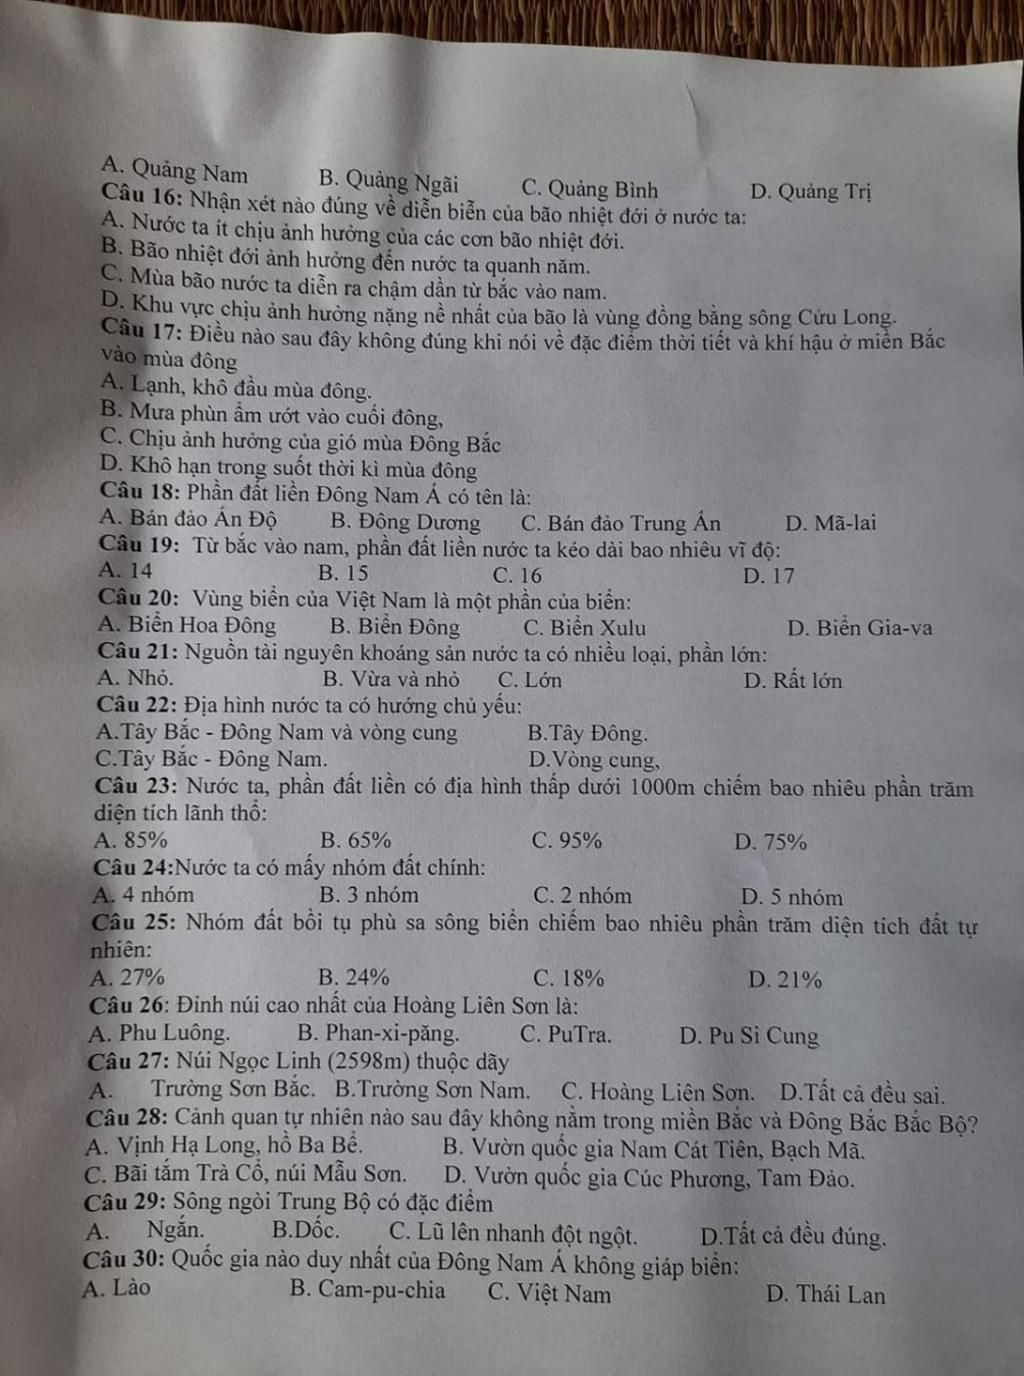 A. Quảng Nam B. Quảng Ngãi C. Quảng Bình D. Quảng Trị
Câu 16: Nhận xét nào đúng về diễn biễn của bão nhiệt đới ở nước ta:
A. Nước ta ít chịu ảnh hưởng của các cơn bão nhiệt đới.
B. Bão nhiệt đới ảnh hưởng đến nước ta quanh năm.
C. Mùa bão nước ta diễn ra chậm dần từ bắc vào nam.
D. Khu vực chịu ảnh hưởng nặng nề nhất của bão là vùng đồng bằng sông Cửu Long.
Câu 17: Điều nào sau đây không đúng khi nói về đặc điểm thời tiết và khí hậu ở miền Bắc
vào mùa đông
A. Lạnh, khô đầu mùa đông.
B. Mưa phùn ẩm ướt vào cuối đông,
C. Chịu ảnh hưởng của gió mùa Đông Bắc
D. Khô hạn trong suốt thời kì mùa đông
Câu 18: Phần đất liền Đông Nam Á có tên là:
A. Bán đảo Ấn Độ B. Đông Dương C. Bán đảo Trung Ấn D. Mã-lai
Câu 19: Từ bắc vào nam, phần đất liền nước ta kéo dài bao nhiêu vĩ độ:
A. 14 B. 15 C. 16 D. 17
Câu 20: Vùng biển của Việt Nam là một phần của biển:
A. Biển Hoa Đông B. Biển Đông C. Biển Xulu D. Biển Gia-va
Câu 21: Nguồn tài nguyên khoáng sản nước ta có nhiều loại, phần lớn:
A. Nhỏ. B. Vừa và nhỏ C. Lớn D. Rất lớn
Câu 22: Địa hình nước ta có hướng chủ yếu:
A.Tây Bắc - Đông Nam và vòng cung B.Tây Đông.
C.Tây Bắc - Đông Nam. D.Vòng cung,
Câu 23: Nước ta, phần đất liền có địa hình thấp dưới 1000m chiếm bao nhiêu phần trăm
diện tích lãnh thổ:
A. 85% B. 65% C. 95% D. 75%
Câu 24:Nước ta có mấy nhóm đất chính:
A. 4 nhóm B. 3 nhóm C. 2 nhóm D. 5 nhóm
Câu 25: Nhóm đất bồi tụ phù sa sông biển chiếm bao nhiêu phần trăm diện tích đất tự
nhiên:
A. 27% B. 24% C. 18% D. 21%
Câu 26: Đỉnh núi cao nhất của Hoàng Liên Sơn là:
A. Phu Luông. B. Phan-xi-păng. C. PuTra. D. Pu Si Cung
Câu 27: Núi Ngọc Linh (2598m) thuộc dãy
A. Trường Sơn Bắc. B.Trường Sơn Nam. C. Hoàng Liên Sơn. D.Tất cả đều sai.
Câu 28: Cảnh quan tự nhiên nào sau đây không nằm trong miền Bắc và Đông Bắc Bắc Bộ?
A. Vịnh Hạ Long, hồ Ba Bể. B. Vườn quốc gia Nam Cát Tiên, Bạch Mã.
C. Bãi tắm Trà Cổ, núi Mẫu Sơn. D. Vườn quốc gia Cúc Phương, Tam Đảo.
Câu 29: Sông ngòi Trung Bộ có đặc điểm
A. Ngắn. B.Dốc. C. Lũ lên nhanh đột ngột. D.Tất cả đều đúng.
Câu 30: Quốc gia nào duy nhất của Đông Nam Á không giáp biển:
A. Lào B. Cam-pu-chia C. Việt Nam D. Thái Lan